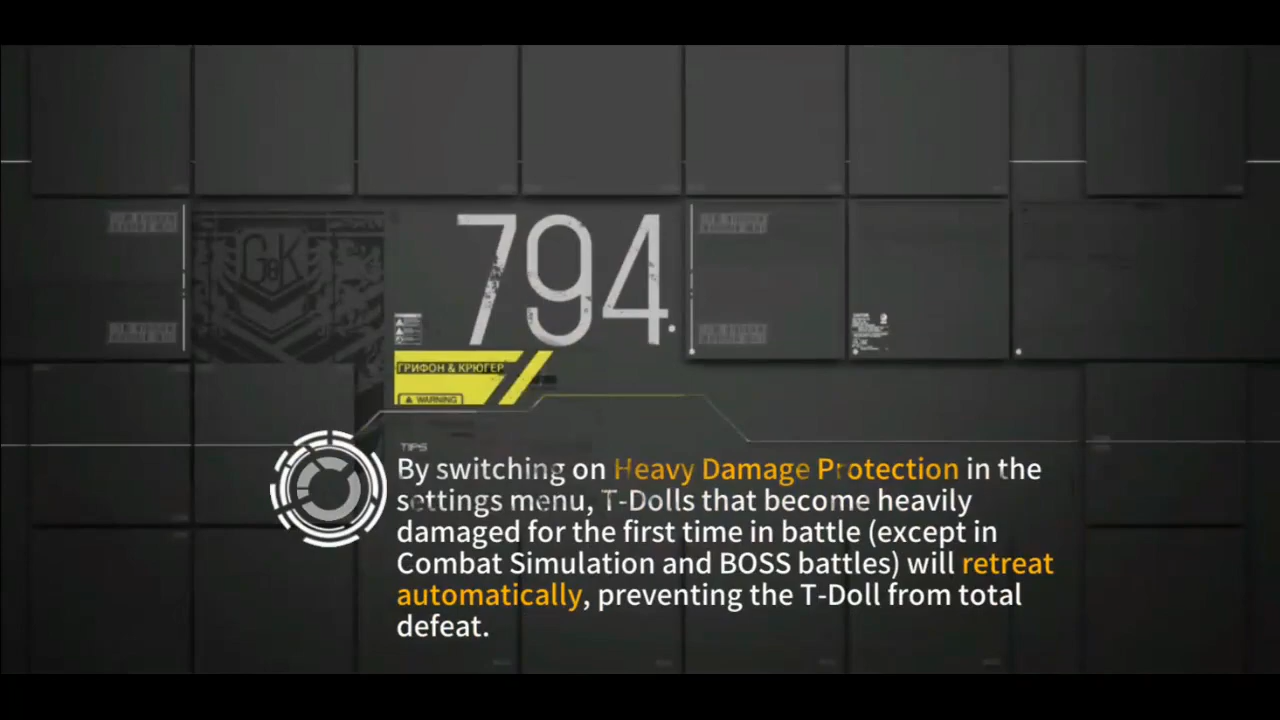 G&K
794.
ГРИФОН & КРЮГЕР
WARNING
TIPS
By switching on Heavy Damage Protection in the
settings menu, T-Dolls that become heavily
damaged for the first time in battle (except in
Combat Simulation and BOSS battles) will retreat
automatically, preventing the T-Doll from total
defeat.